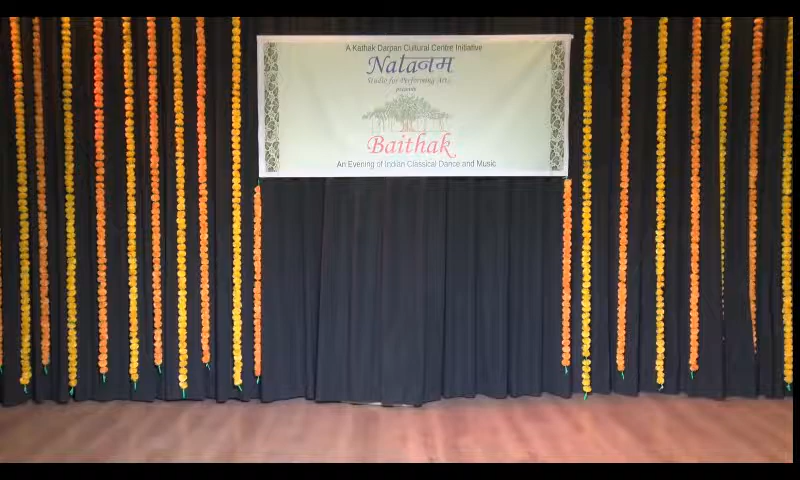 A Kathak Darpan Cultural Centre Initiative
Nataनम
Studio for Performing Arts
presents
Baithak
An Evening of Indian Classical Dance and Music